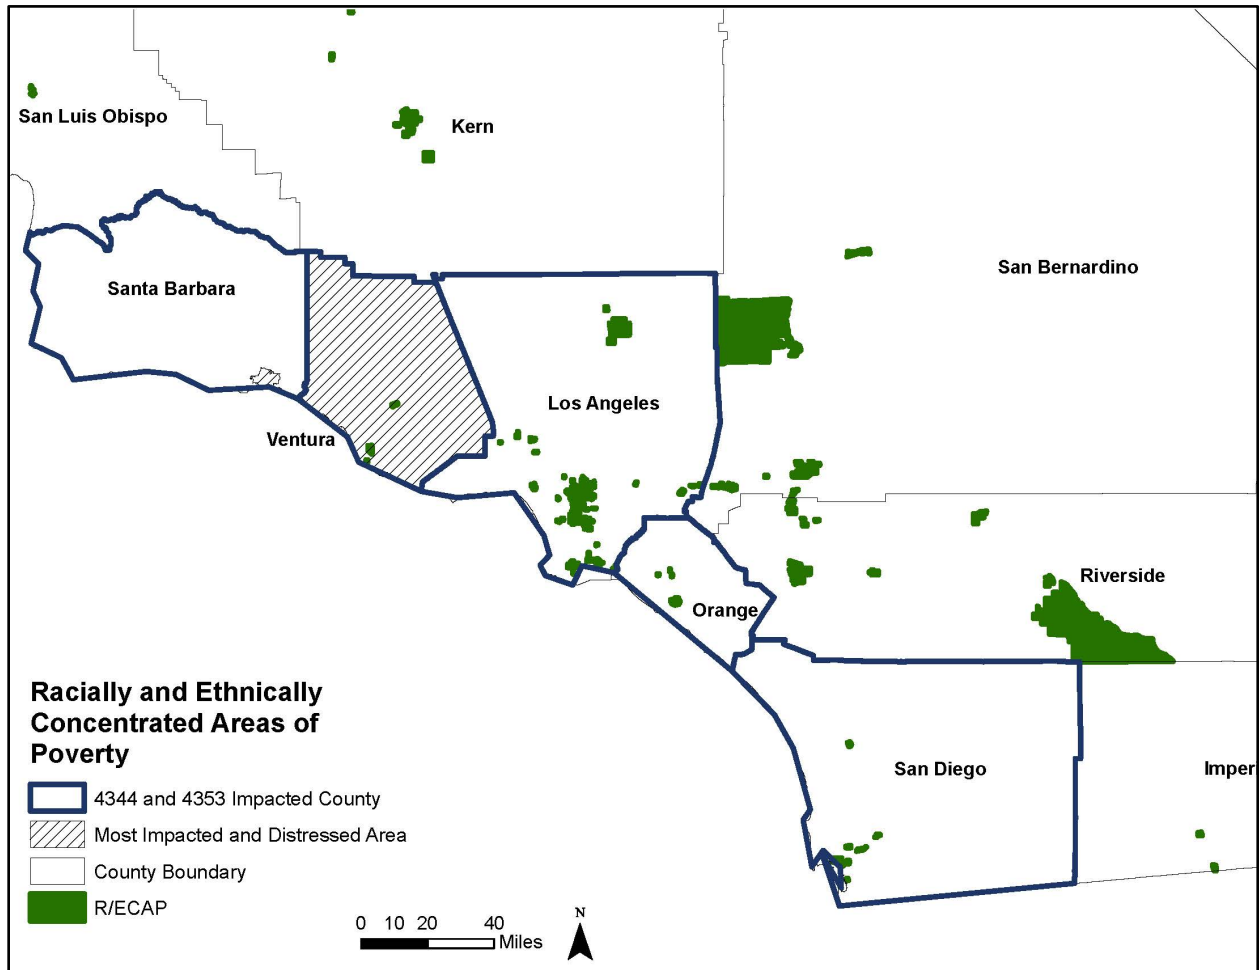 San Luis Obispo
Kern
San Bernardino
Santa Barbara
Los Angeles
Ventura
Riverside
Orange
San Diego
Imper
Racially and Ethnically
Concentrated Areas of
Poverty
4344 and 4353 Impacted County
Most Impacted and Distressed Area
County Boundary
R/ECAP
0 10 20 40
Miles
N